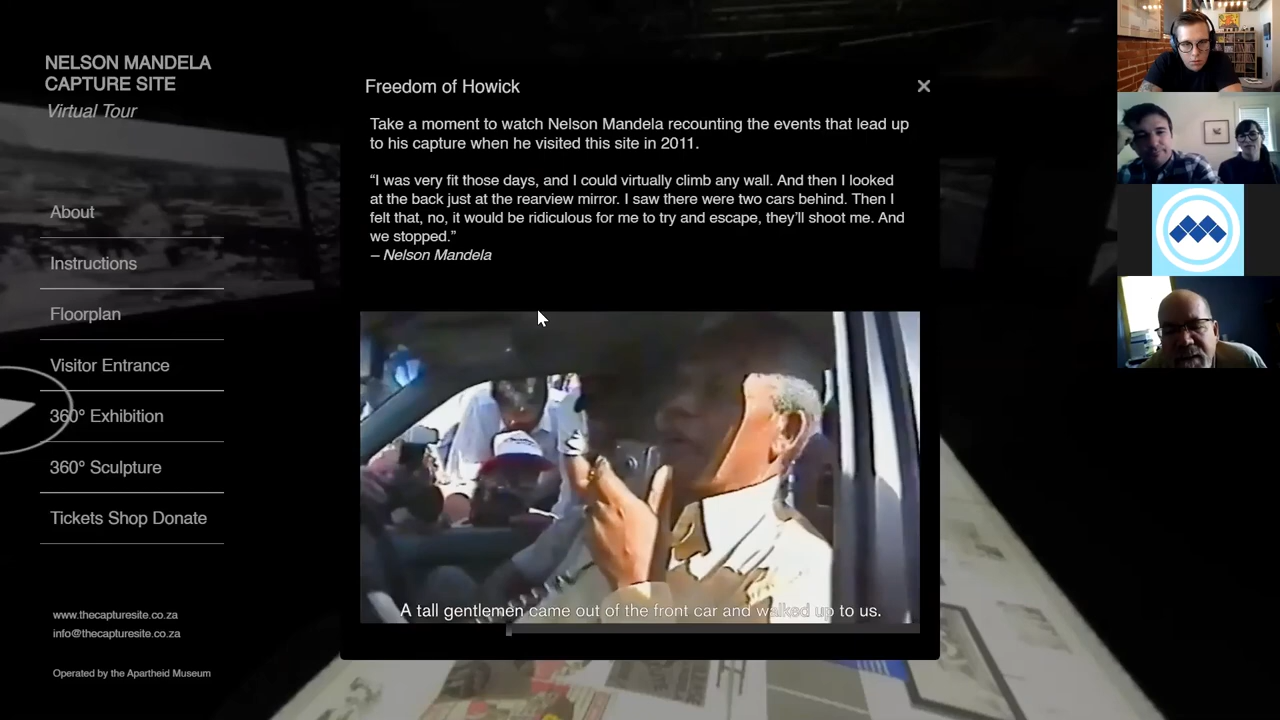 NELSON MANDELA
CAPTURE SITE
Virtual Tour
About
Instructions
Floorplan
Visitor Entrance
360º Exhibition
360º Sculpture
Tickets Shop Donate
www.thecapturesite.co.za
info@thecapturesite.co.za
Operated by the Apartheid Museum
Freedom of Howick
Take a moment to watch Nelson Mandela recounting the events that lead up
to his capture when he visited this site in 2011.
“I was very fit those days, and I could virtually climb any wall. And then I looked
at the back just at the rearview mirror. I saw there were two cars behind. Then I
felt that, no, it would be ridiculous for me to try and escape, they’ll shoot me. And
we stopped.”
– Nelson Mandela
A tall gentlemen came out of the front car and walked up to us.